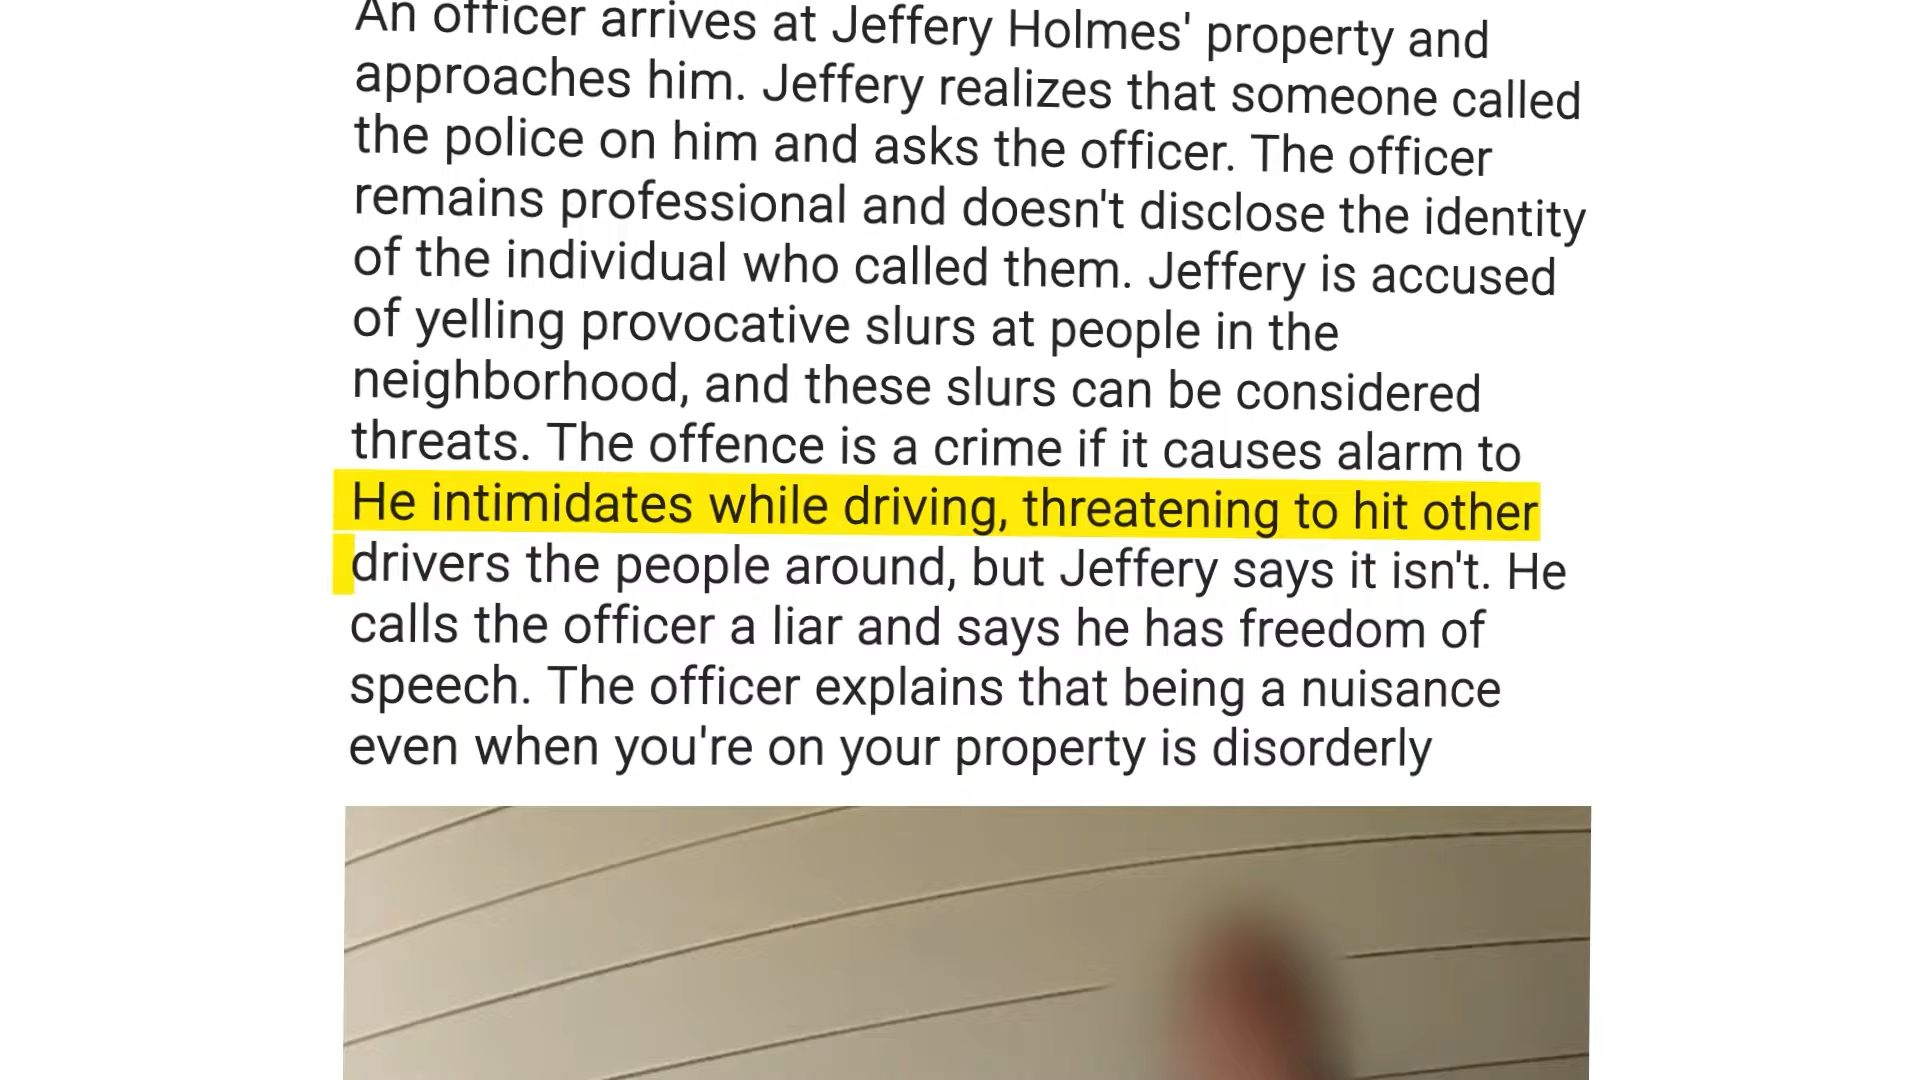 An officer arrives at Jeffery Holmes' property and
approaches him. Jeffery realizes that someone called
the police on him and asks the officer. The officer
remains professional and doesn't disclose the identity
of the individual who called them. Jeffery is accused
of yelling provocative slurs at people in the
neighborhood, and these slurs can be considered
threats. The offence is a crime if it causes alarm to
He intimidates while driving, threatening to hit other
drivers the people around, but Jeffery says it isn't. He
calls the officer a liar and says he has freedom of
speech. The officer explains that being a nuisance
even when you're on your property is disorderly